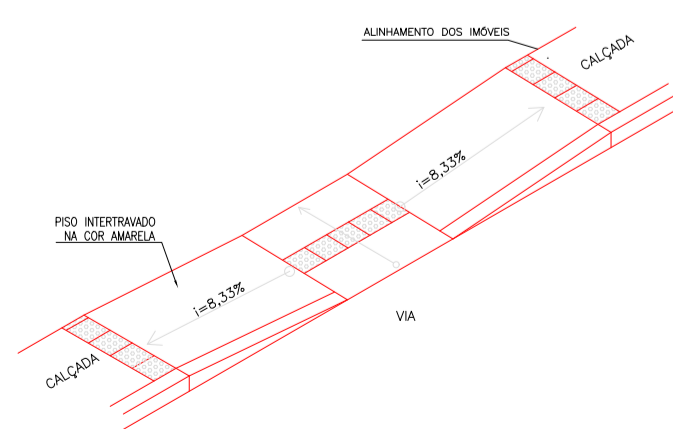 ALINHAMENTO DOS IMÓVEIS
CALÇADA
i=8,33%
PISO INTERTRAVADO
NA COR AMARELA
i=8,33%
VIA
CALÇADA